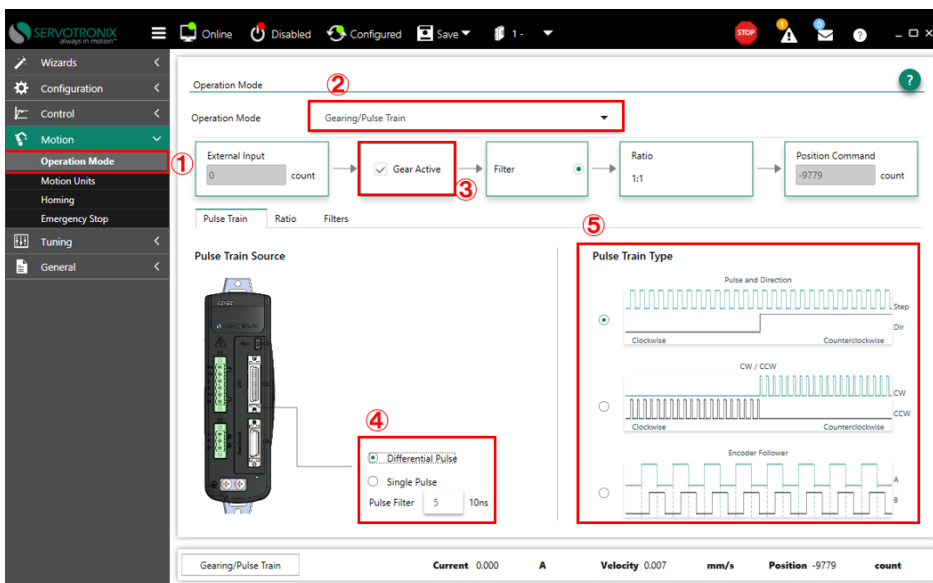 SERVOTRONIX
always in motion
Online
Disabled
Configured
Save
1 -
STOP
1
0
?
Wizards
Configuration
Control
Motion
Operation Mode
Motion Units
Homing
Emergency Stop
Tuning
General
①
Operation Mode
?
②
Operation Mode
Gearing/Pulse Train
External Input
0
count
Gear Active
③
Filter
Ratio
1:1
Position Command
-9779
count
Pulse Train
Ratio
Filters
Pulse Train Source
④
Differential Pulse
Single Pulse
Pulse Filter 5 10ns
⑤
Pulse Train Type
Pulse and Direction
Step
Dir
Clockwise
Counterclockwise
CW / CCW
CW
CCW
Clockwise
Counterclockwise
Encoder Follower
A
B
Gearing/Pulse Train
Current 0.000 A
Velocity 0.007 mm/s
Position -9779 count